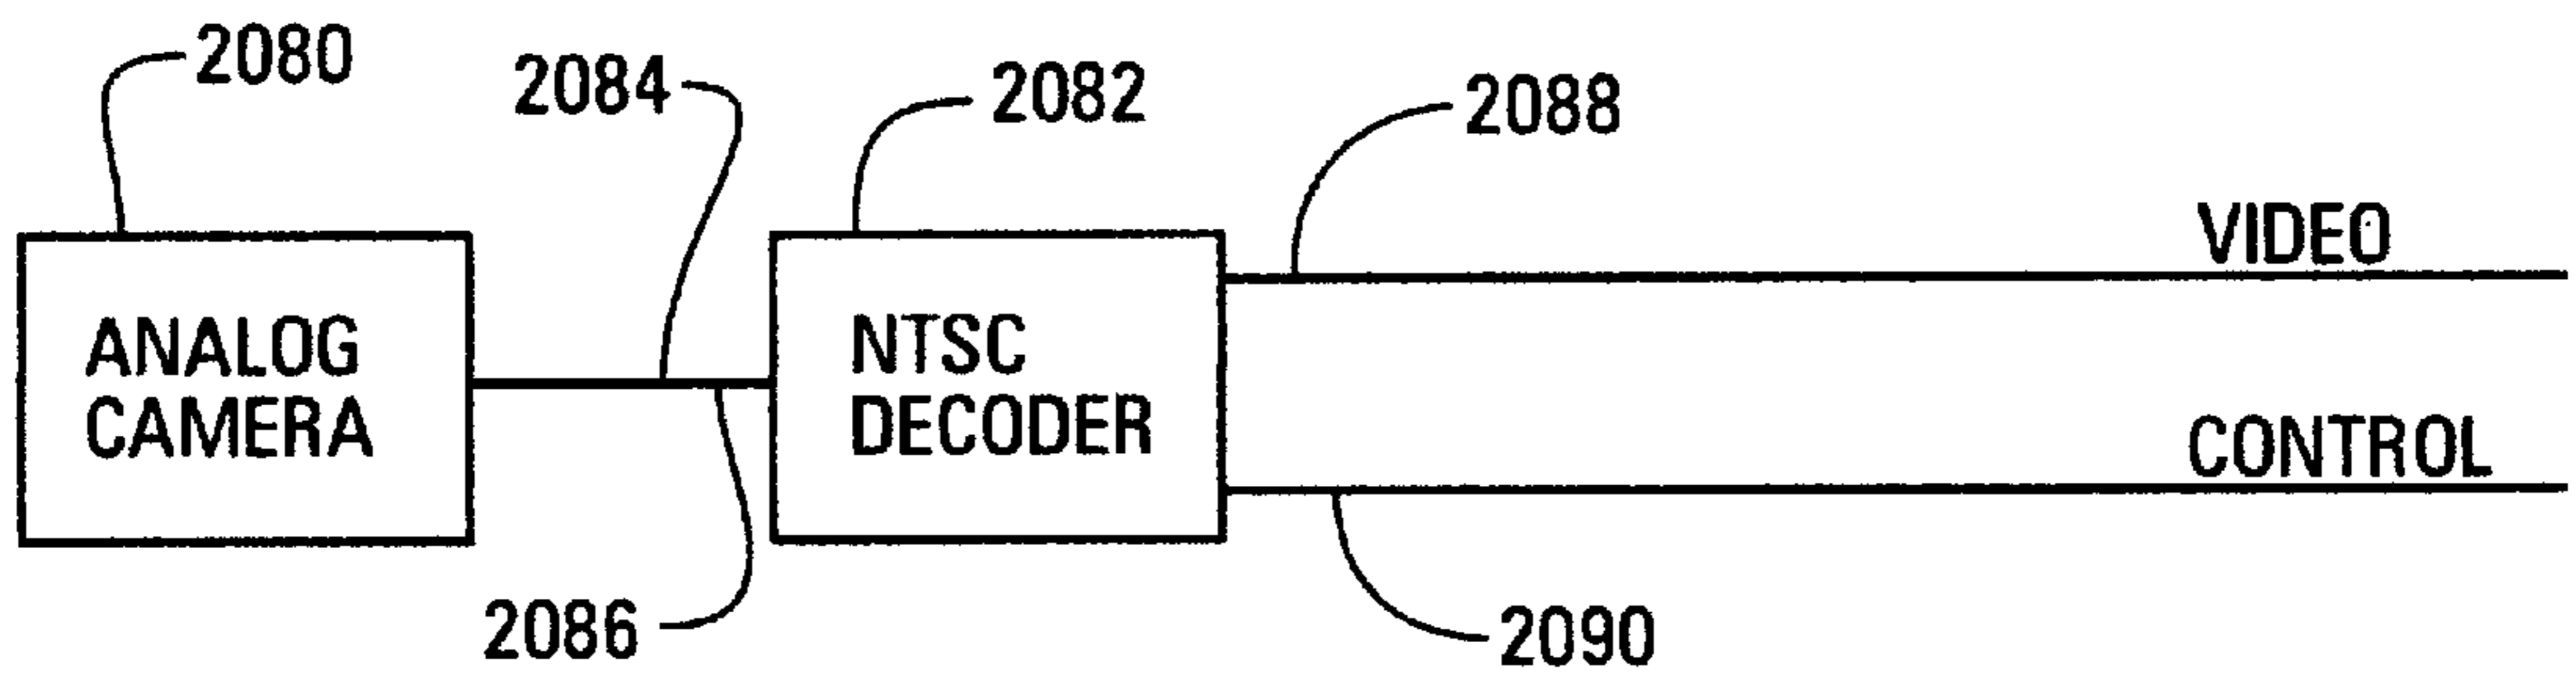 2080
2084
2082
2088
VIDEO
ANALOG
CAMERA
NTSC
DECODER
CONTROL
2086
2090